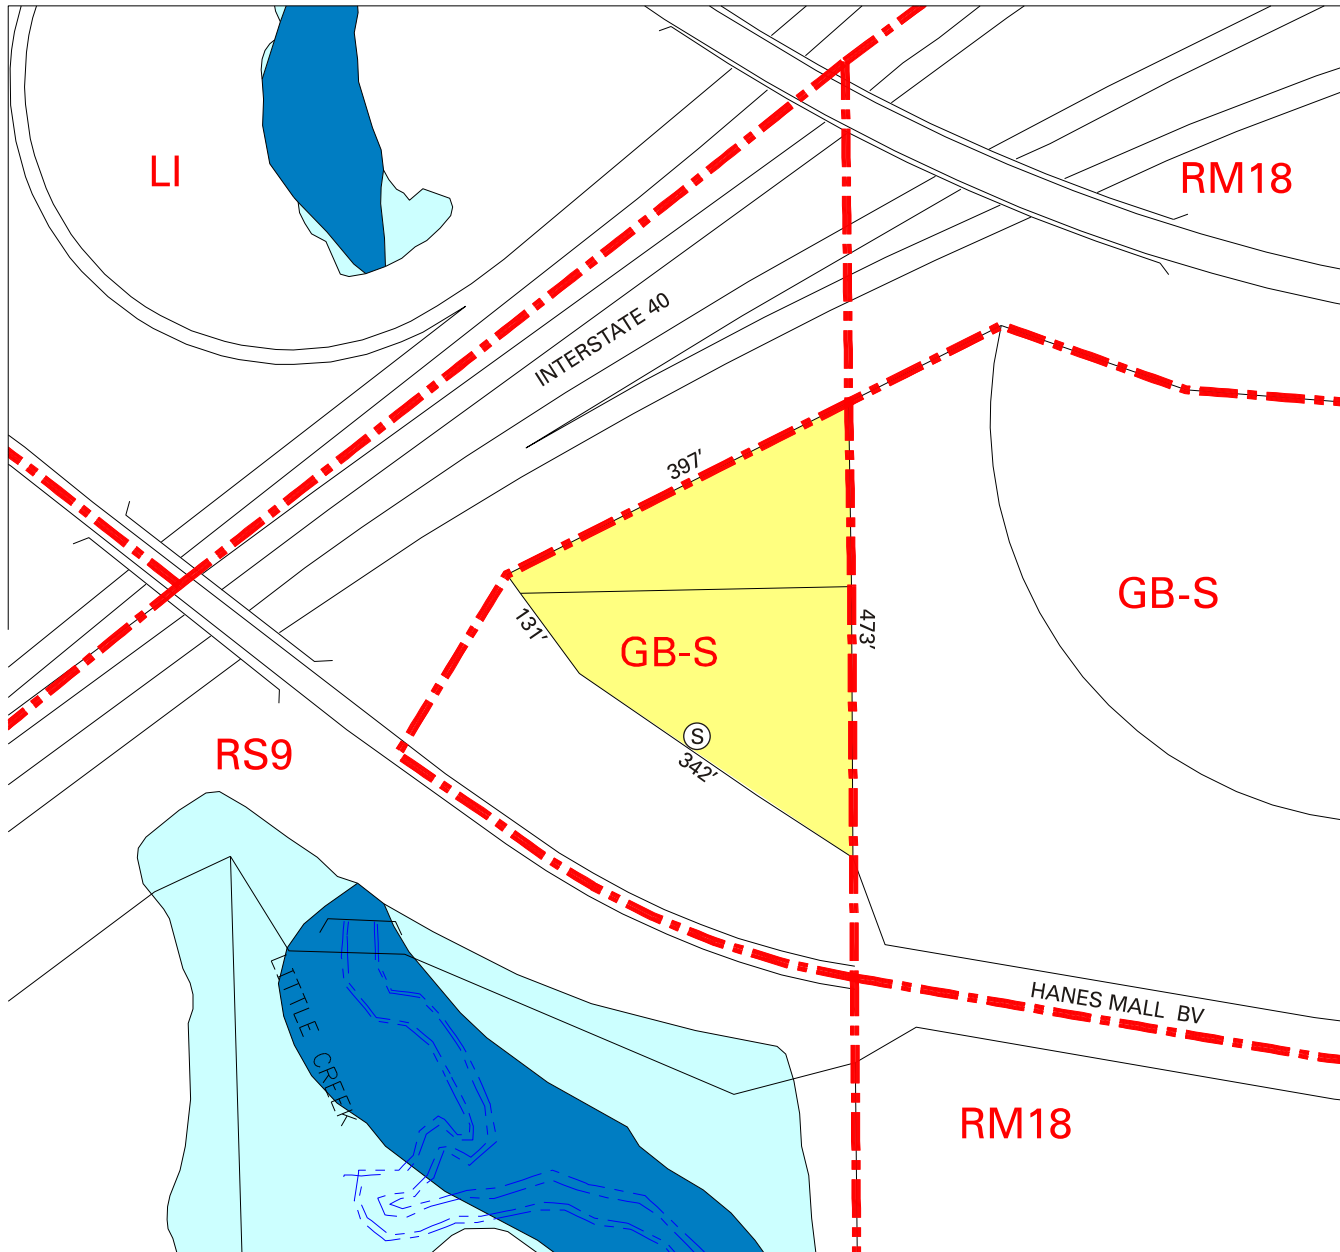 LI
RM18
INTERSTATE 40
397'
GB-S
131'
GB-S
473'
S
342'
RS9
LITTLE CREEK
HANES MALL BV
RM18